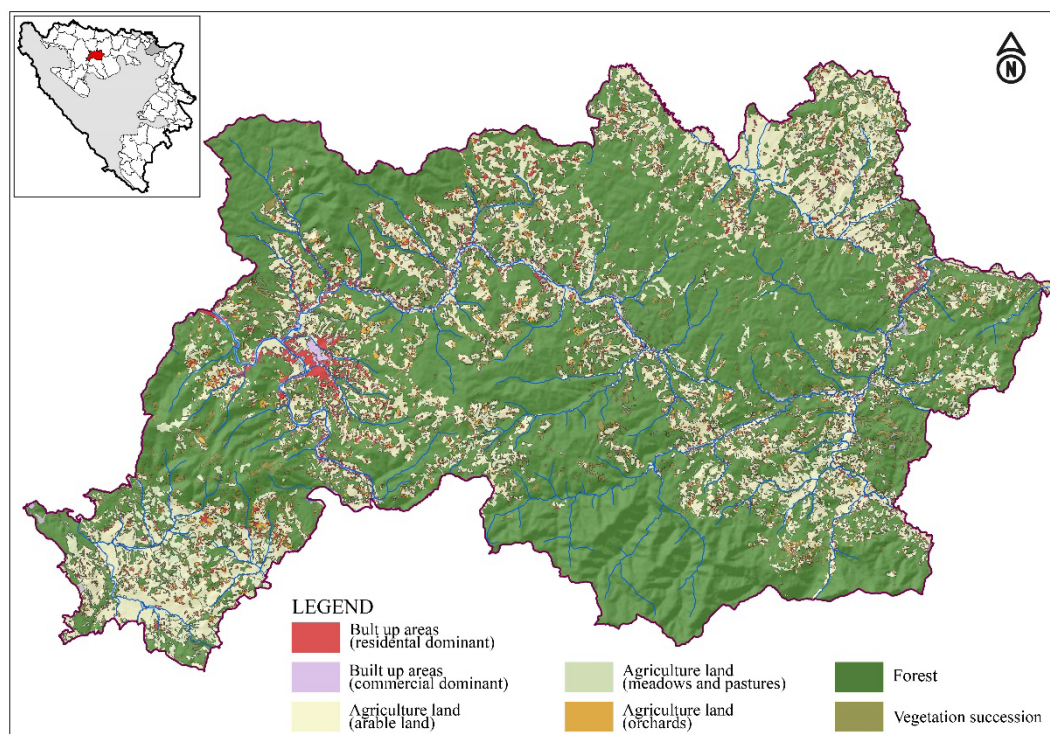 N
LEGEND
Bult up areas
(residental dominant)
Built up areas
(commercial dominant)
Agriculture land
(arable land)
Agriculture land
(meadows and pastures)
Agriculture land
(orchards)
Forest
Vegetation succession